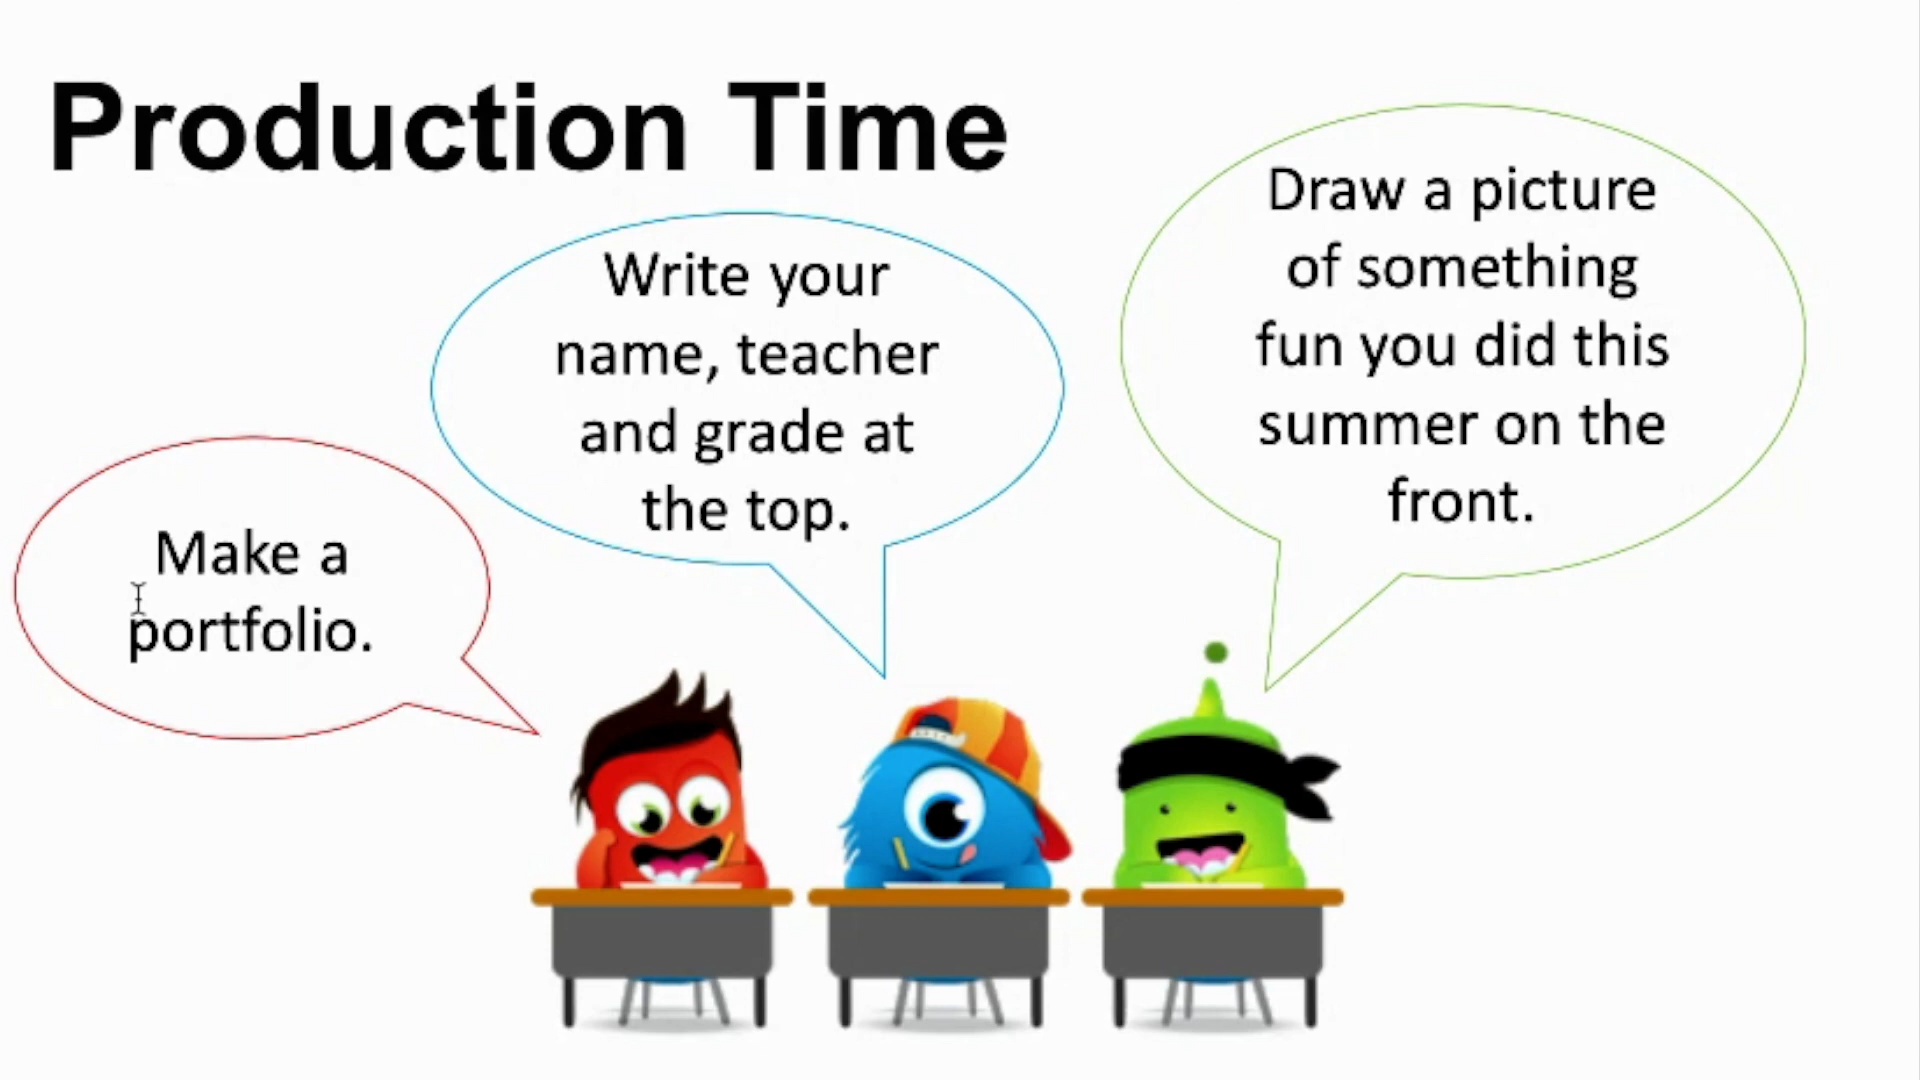 Production Time
Make a
portfolio.
Write your
name, teacher
and grade at
the top.
Draw a picture
of something
fun you did this
summer on the
front.